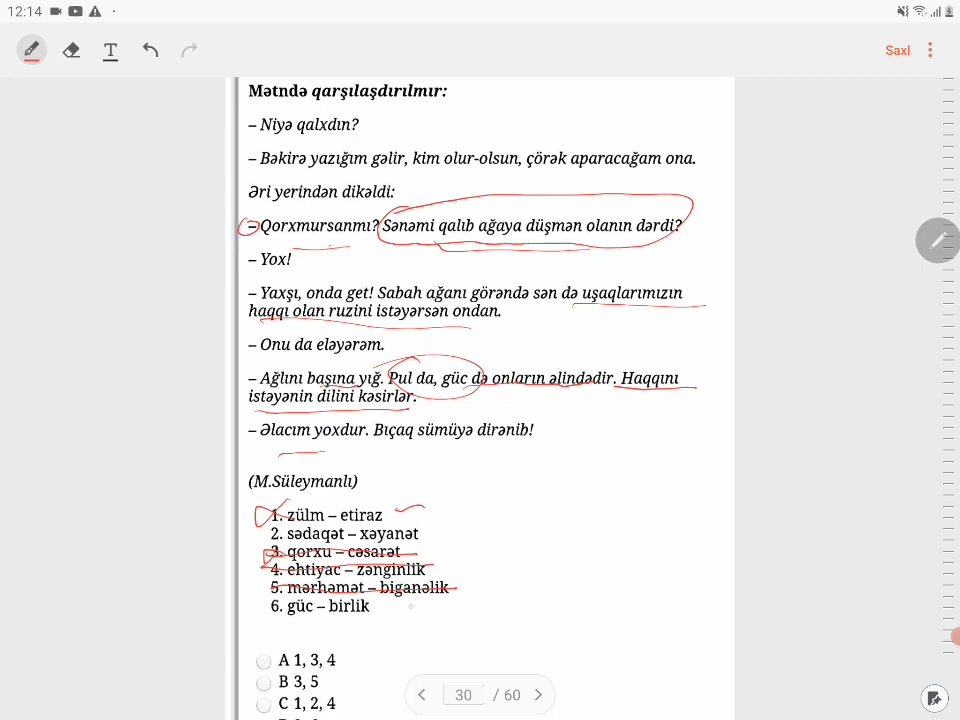 12:14
T
Saxl
Mətndə qarşılaşdırılmır:
– Niyə qalxdın?
– Bəkirə yazığım gəlir, kim olur-olsun, çörək aparacağam ona.
Əri yerindən dikəldi:
– Qorxmursanmı? Sənəmi qalıb ağaya düşmən olanın dərdi?
– Yox!
– Yaxşı, onda get! Sabah ağanı görəndə sən də uşaqlarımızın
haqqı olan ruzini istəyərsən ondan.
– Onu da eləyərəm.
– Ağlını başına yığ. Pul da, güc də onların əlindədir. Haqqını
istəyənin dilini kəsirlər.
– Əlacım yoxdur. Bıçaq sümüyə dirənib!
(M.Süleymanlı)
1. zülm – etiraz
2. sədaqət – xəyanət
3. qorxu – cəsarət
4. ehtiyac – zənginlik
5. mərhəmət – biganəlik
6. güc – birlik
A 1, 3, 4
B 3, 5
C 1, 2, 4
30 / 60